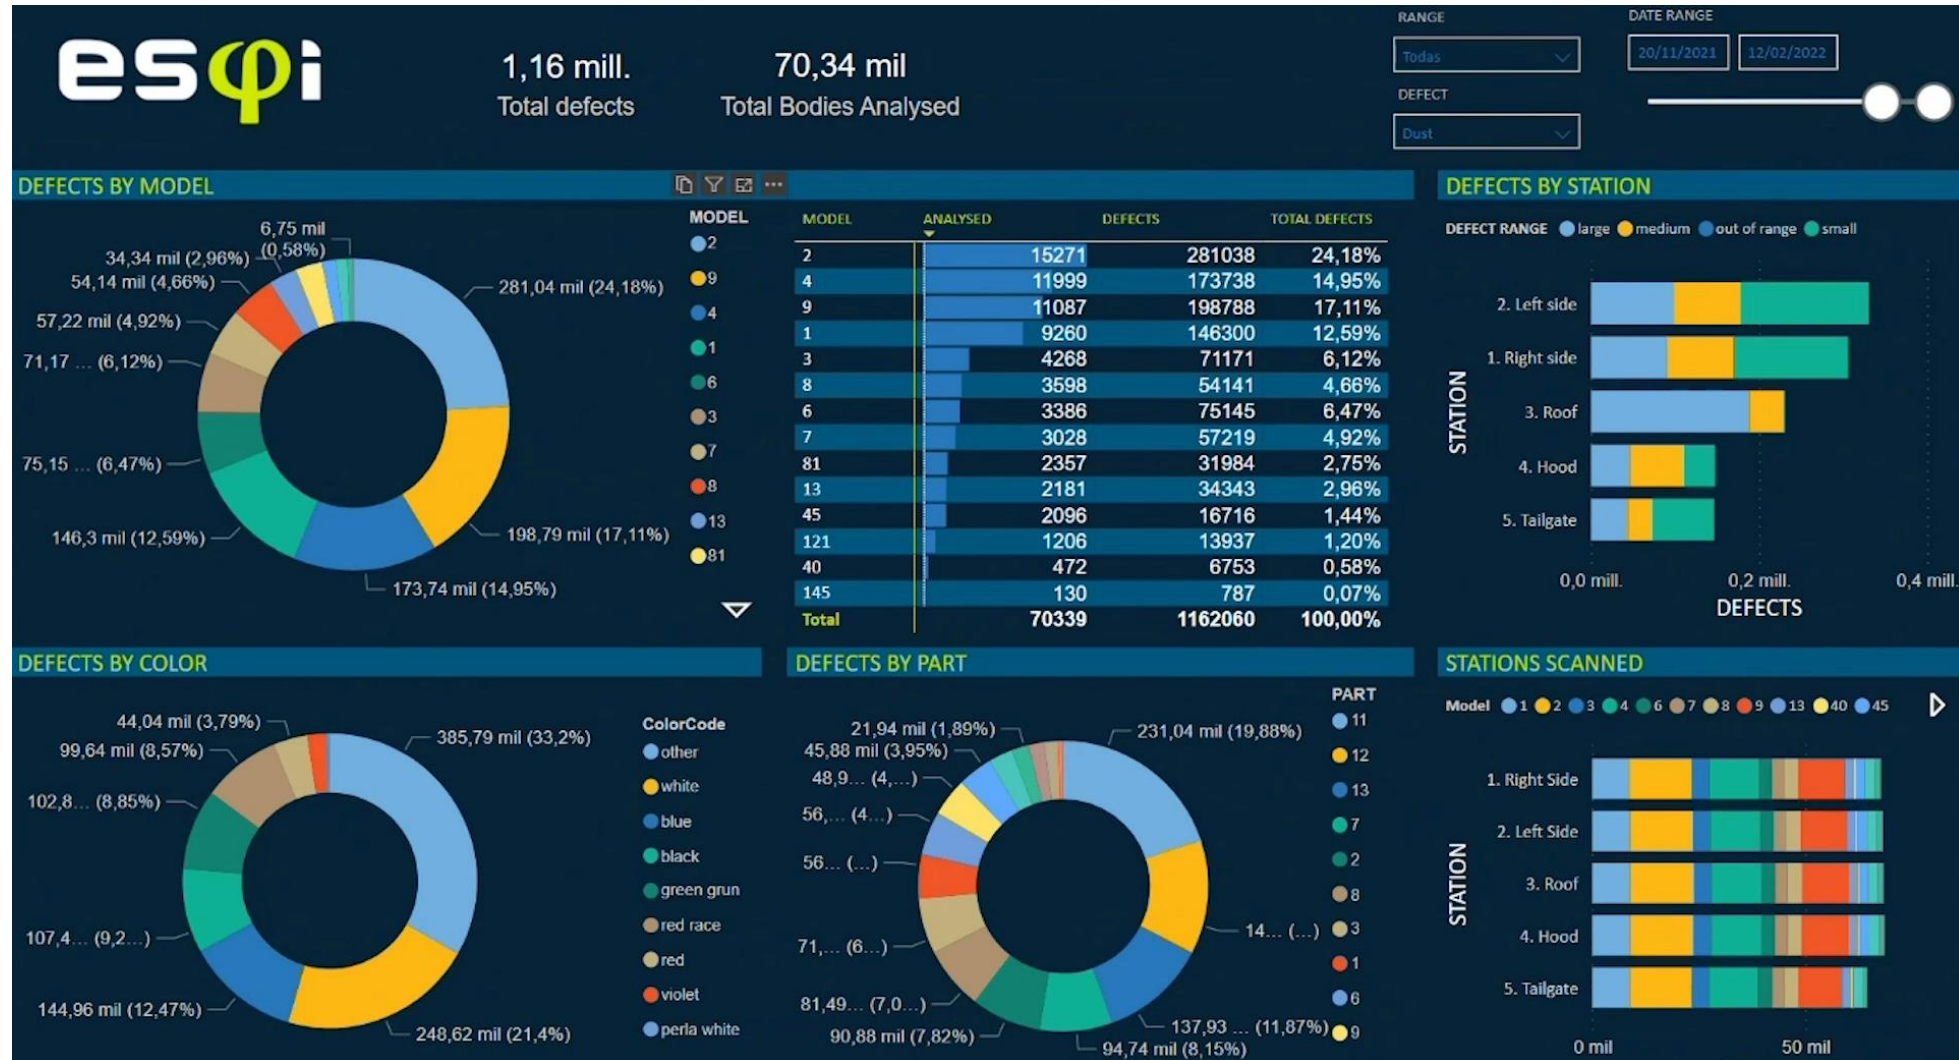 esφi
1,16 mill.
Total defects
70,34 mil
Total Bodies Analysed
RANGE
Todas
DEFECT
Dust
DATE RANGE
20/11/2021 12/02/2022
DEFECTS BY MODEL
6,75 mil
(0,58%)
34,34 mil (2,96%)
54,14 mil (4,66%)
57,22 mil (4,92%)
71,17 ... (6,12%)
75,15 ... (6,47%)
146,3 mil (12,59%)
173,74 mil (14,95%)
198,79 mil (17,11%)
281,04 mil (24,18%)
MODEL
2
9
4
1
6
3
7
8
13
81
MODEL ANALYSED DEFECTS TOTAL DEFECTS
2 15271 281038 24,18%
4 11999 173738 14,95%
9 11087 198788 17,11%
1 9260 146300 12,59%
3 4268 71171 6,12%
8 3598 54141 4,66%
6 3386 75145 6,47%
7 3028 57219 4,92%
81 2357 31984 2,75%
13 2181 34343 2,96%
45 2096 16716 1,44%
121 1206 13937 1,20%
40 472 6753 0,58%
145 130 787 0,07%
Total 70339 1162060 100,00%
DEFECTS BY STATION
DEFECT RANGE large medium out of range small
STATION
2. Left side
1. Right side
3. Roof
4. Hood
5. Tailgate
0,0 mill. 0,2 mill. 0,4 mill.
DEFECTS
DEFECTS BY COLOR
44,04 mil (3,79%)
99,64 mil (8,57%)
102,8... (8,85%)
107,4... (9,2...)
144,96 mil (12,47%)
248,62 mil (21,4%)
385,79 mil (33,2%)
ColorCode
other
white
blue
black
green grun
red race
red
violet
perla white
DEFECTS BY PART
21,94 mil (1,89%)
45,88 mil (3,95%)
48,9... (4,...)
56,... (4...)
56... (...)
71,... (6...)
81,49... (7,0...)
90,88 mil (7,82%)
94,74 mil (8,15%)
137,93 ... (11,87%)
14... (...)
231,04 mil (19,88%)
PART
11
12
13
7
2
8
3
1
6
9
STATIONS SCANNED
Model 1 2 3 4 6 7 8 9 13 40 45
STATION
1. Right Side
2. Left Side
3. Roof
4. Hood
5. Tailgate
0 mil 50 mil